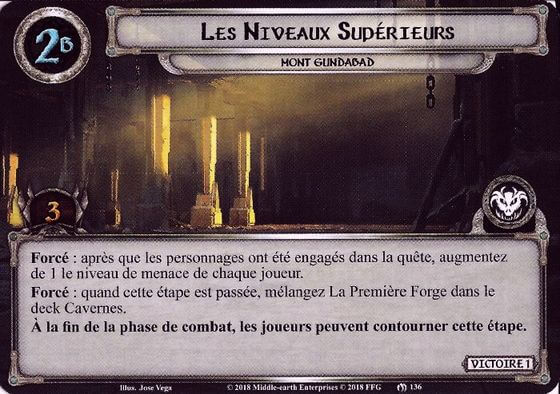 2B
LES NIVEAUX SUPÉRIEURS
MONT GUNDABAD
3
Forcé : après que les personnages ont été engagés dans la quête, augmentez
de 1 le niveau de menace de chaque joueur.
Forcé : quand cette étape est passée, mélangez La Première Forge dans le
deck Cavernes.
À la fin de la phase de combat, les joueurs peuvent contourner cette étape.
VICTOIRE 1
Illus. Jose Vega
© 2018 Middle-earth Enterprises © 2018 FFG
136